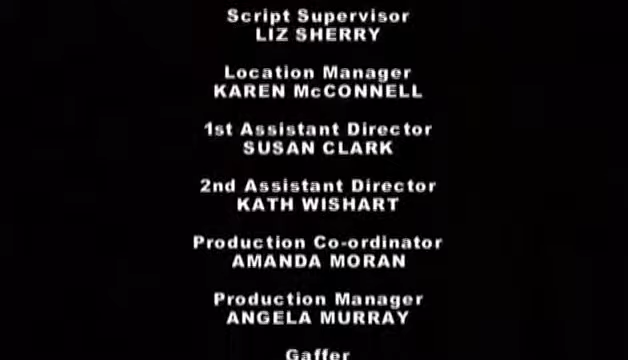 Script Supervisor
LIZ SHERRY
Location Manager
KAREN McCONNELL
1st Assistant Director
SUSAN CLARK
2nd Assistant Director
KATH WISHART
Production Co-ordinator
AMANDA MORAN
Production Manager
ANGELA MURRAY
Gaffer